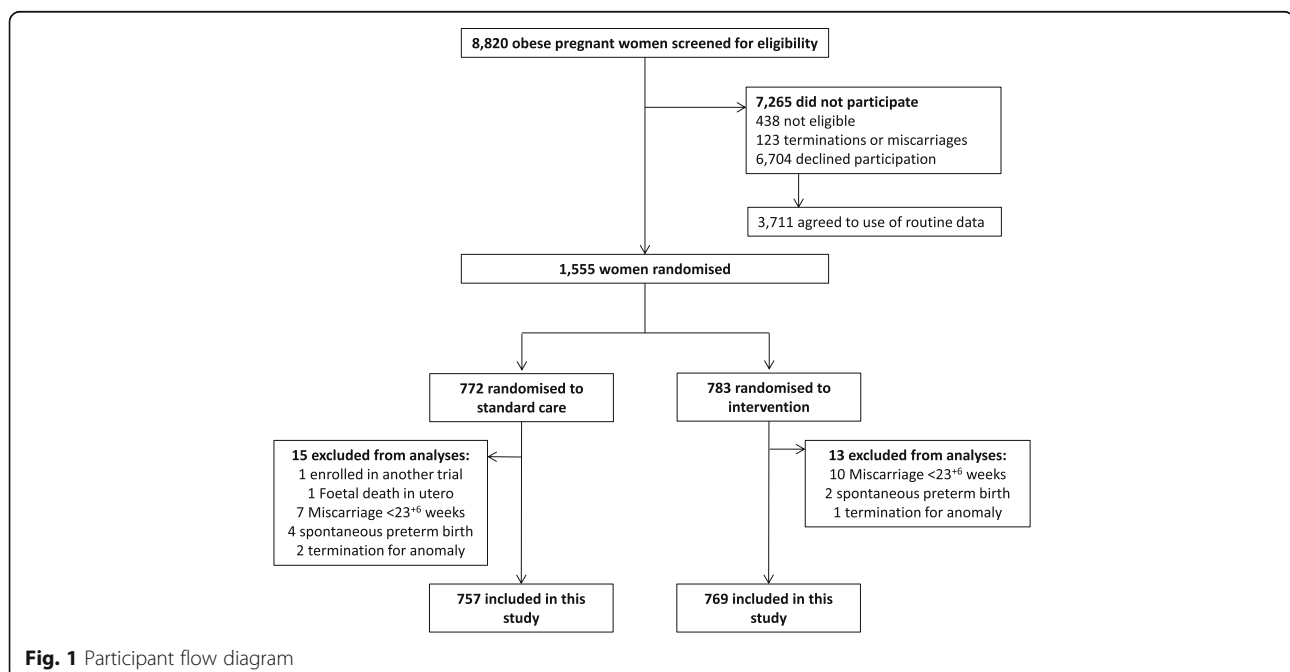 8,820 obese pregnant women screened for eligibility
7,265 did not participate
438 not eligible
123 terminations or miscarriages
6,704 declined participation
3,711 agreed to use of routine data
1,555 women randomised
772 randomised to
standard care
783 randomised to
intervention
15 excluded from analyses:
1 enrolled in another trial
1 Foetal death in utero
7 Miscarriage <23⁺⁶ weeks
4 spontaneous preterm birth
2 termination for anomaly
13 excluded from analyses:
10 Miscarriage <23⁺⁶ weeks
2 spontaneous preterm birth
1 termination for anomaly
757 included in this
study
769 included in this
study
Fig. 1 Participant flow diagram